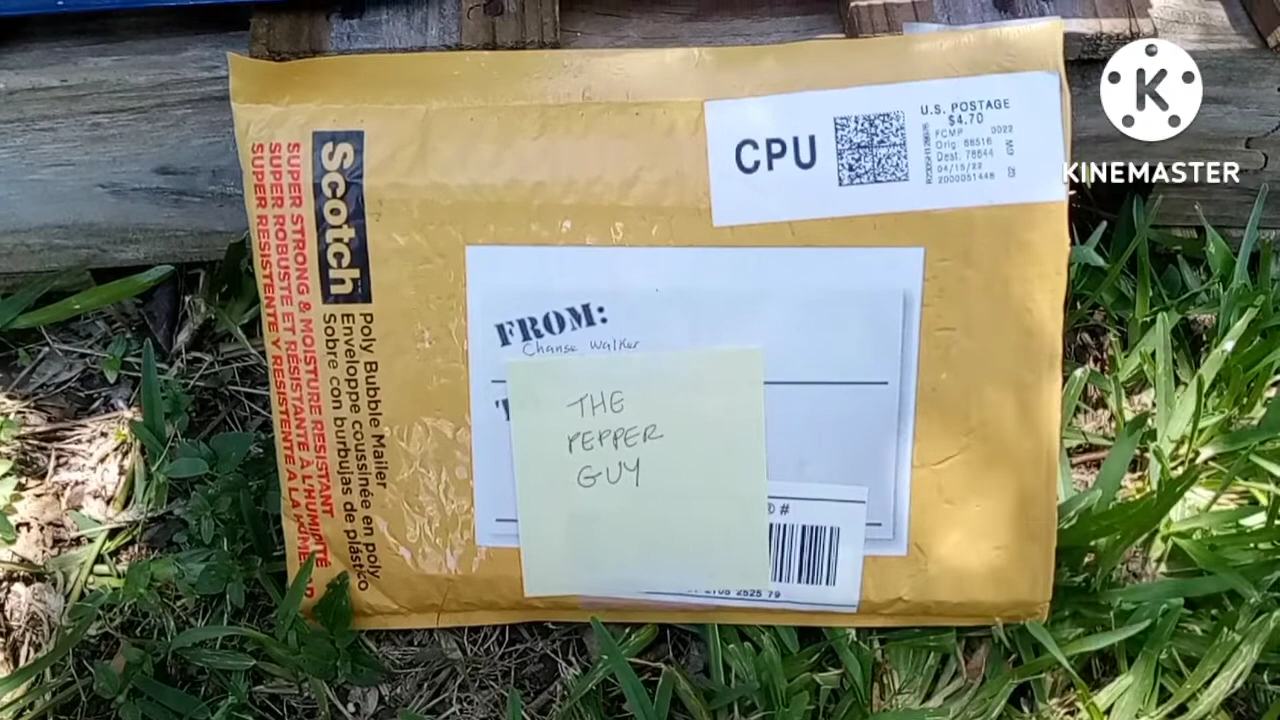 CPU
U.S. POSTAGE
$4.70
FCMP 0022
Orig: 68516
Dest: 78644
04/15/22
2000051448
KINEMASTER
Scotch
Poly Bubble Mailer
Enveloppe coussinée en poly
Sobre con burbujas de plástico
SUPER STRONG & MOISTURE RESISTANT
SUPER ROBUSTE ET RÉSISTANTE À L'HUMIDITÉ
SUPER RESISTENTE Y RESISTENTE A LA
FROM:
Chanse Walker
THE
PEPPER
GUY
#
2525 79